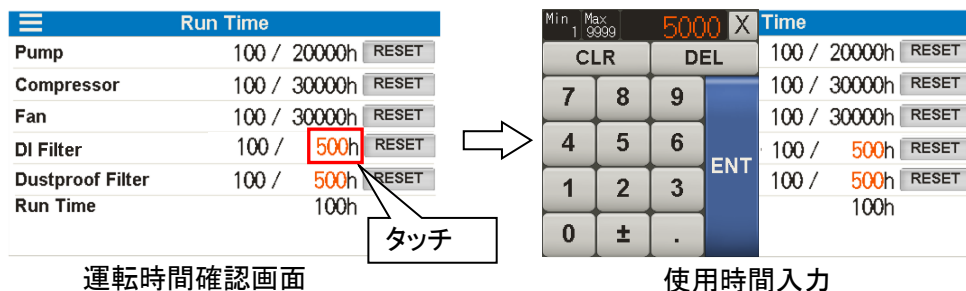 Run Time
Pump 100 / 20000h RESET
Compressor 100 / 30000h RESET
Fan 100 / 30000h RESET
DI Filter 100 / 500h RESET
Dustproof Filter 100 / 500h RESET
Run Time 100h
タッチ
運転時間確認画面
Min 1 Max 9999 5000 X
CLR DEL
7 8 9
4 5 6
ENT
1 2 3
0 ± .
Time
100 / 20000h RESET
100 / 30000h RESET
100 / 30000h RESET
100 / 500h RESET
100 / 500h RESET
100h
使用時間入力